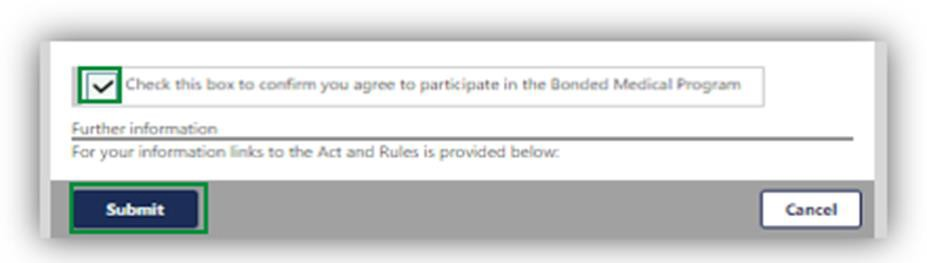 Check this box to confirm you agree to participate in the Bonded Medical Program
Further information
For your information links to the Act and Rules is provided below:
Submit
Cancel